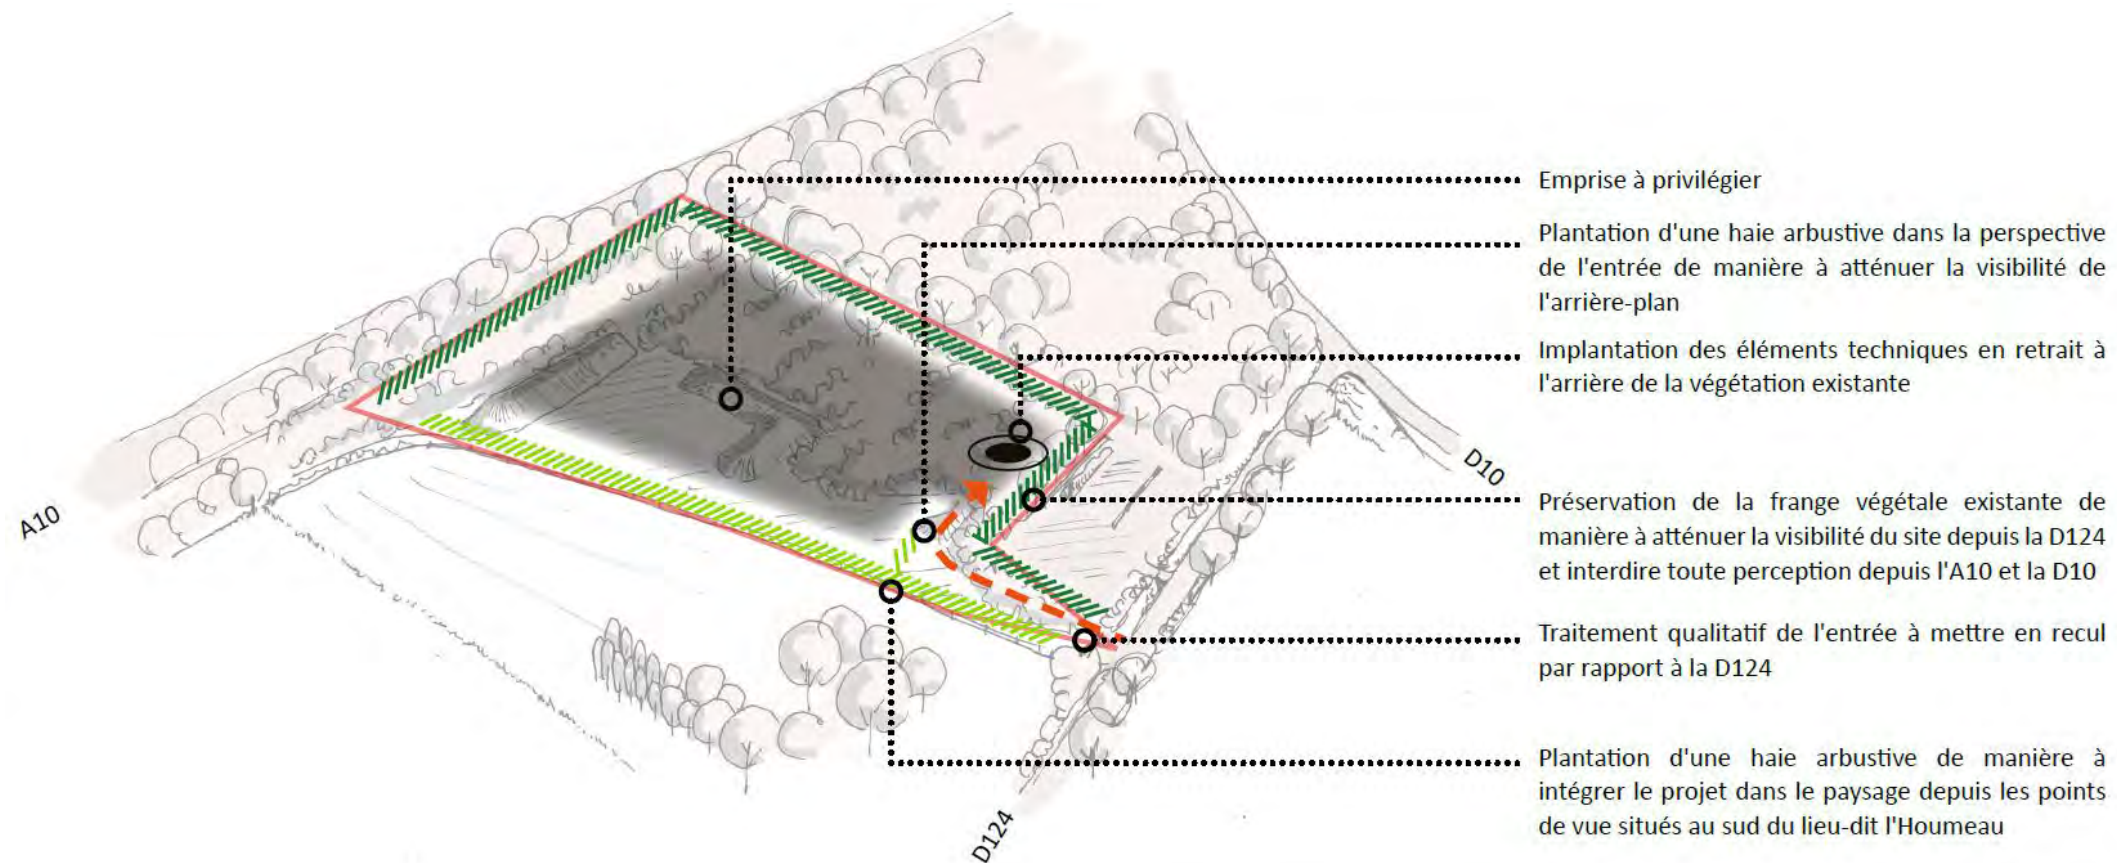 Emprise à privilégier
Plantation d'une haie arbustive dans la perspective
de l'entrée de manière à atténuer la visibilité de
l'arrière-plan
Implantation des éléments techniques en retrait à
l'arrière de la végétation existante
D10
A10
Préservation de la frange végétale existante de
manière à atténuer la visibilité du site depuis la D124
et interdire toute perception depuis l'A10 et la D10
Traitement qualitatif de l'entrée à mettre en recul
par rapport à la D124
Plantation d'une haie arbustive de manière à
intégrer le projet dans le paysage depuis les points
de vue situés au sud du lieu-dit l'Houmeau
D124